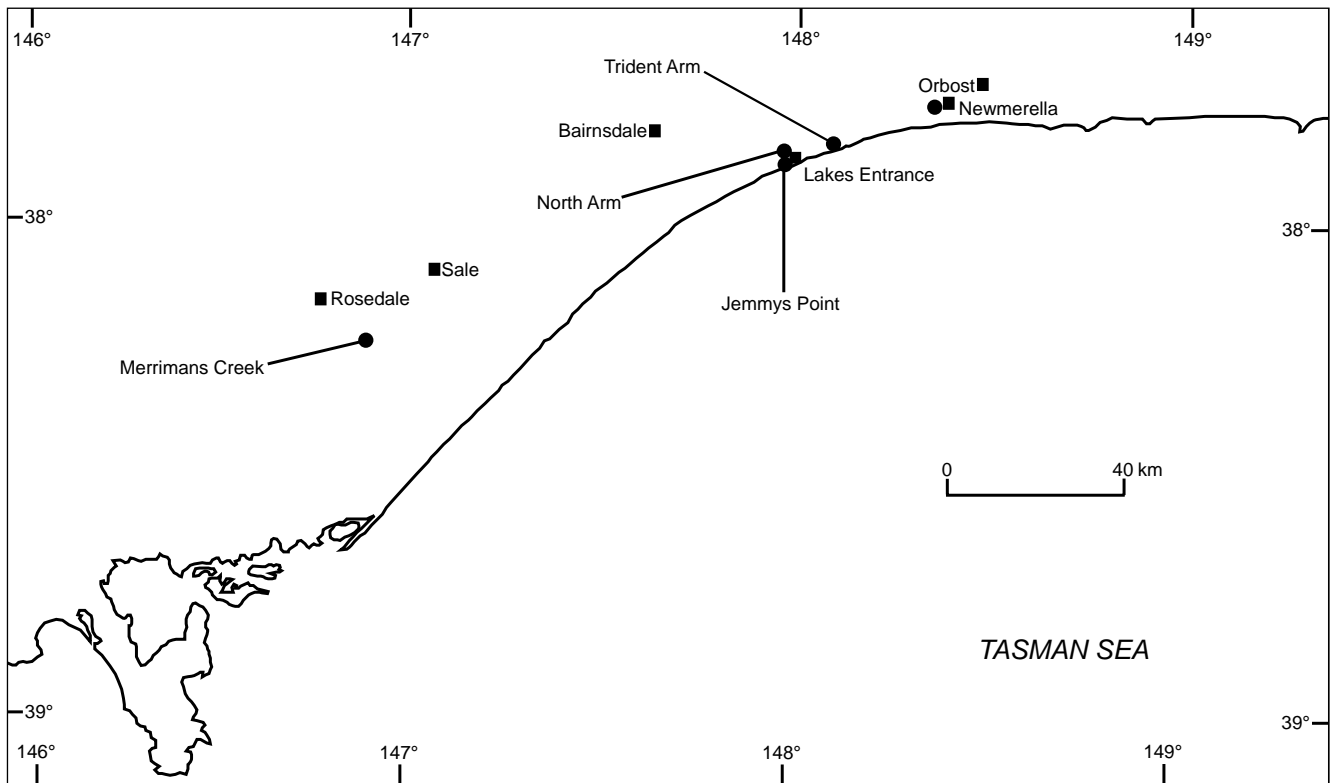 146°
147°
148°
149°
Trident Arm
Orbost
Newmerella
Bairnsdale
Lakes Entrance
North Arm
38°
38°
Sale
Rosedale
Jemmys Point
Merrimans Creek
0 40 km
TASMAN SEA
39°
39°
146°
147°
148°
149°